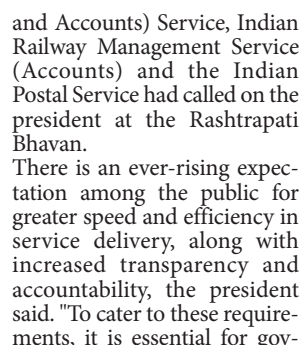 and Accounts) Service, Indian
Railway Management Service
(Accounts) and the Indian
Postal Service had called on the
president at the Rashtrapati
Bhavan.
There is an ever-rising expec-
tation among the public for
greater speed and efficiency in
service delivery, along with
increased transparency and
accountability, the president
said. "To cater to these require-
ments, it is essential for gov-